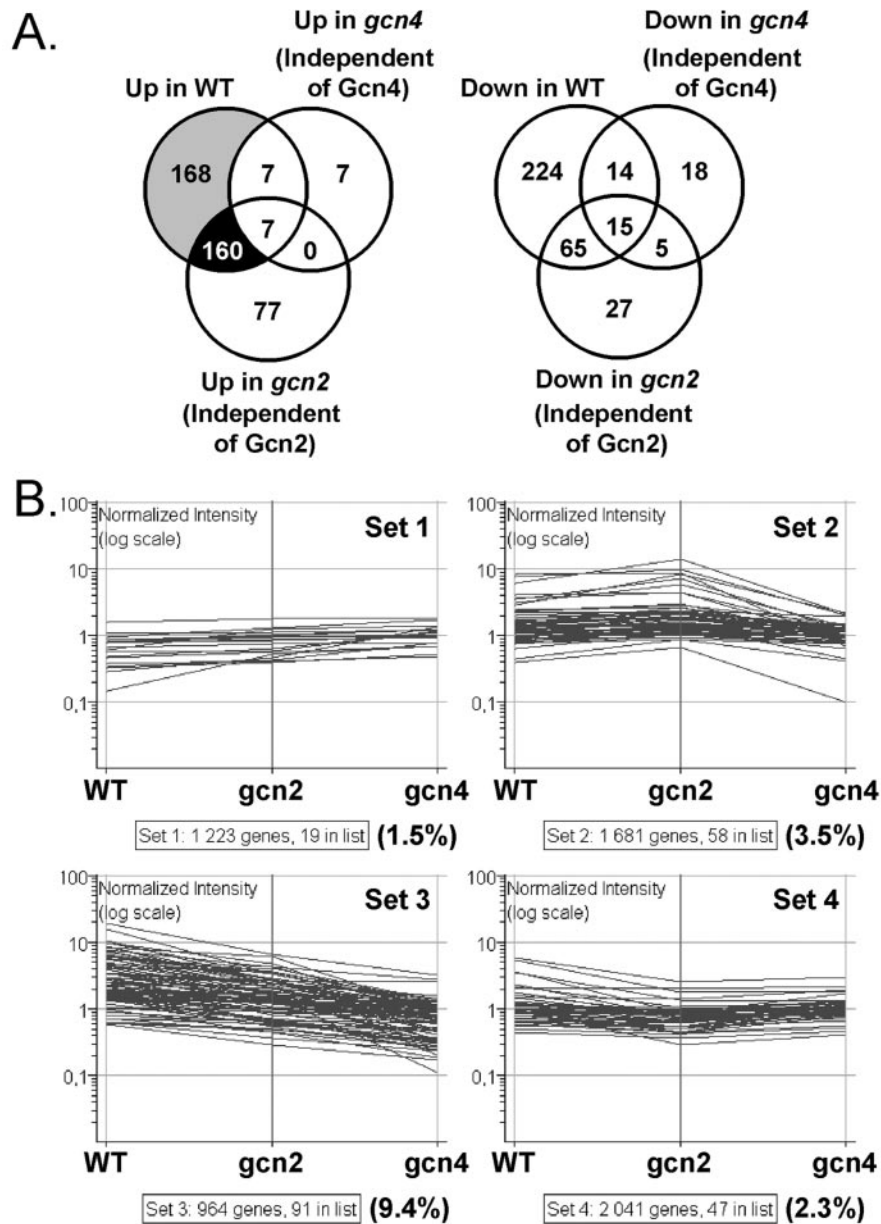 A.
Up in gcn4
(Independent
of Gcn4)
Up in WT
168
7
7
7
160
0
77
Up in gcn2
(Independent
of Gcn2)
Down in gcn4
(Independent
of Gcn4)
Down in WT
224
14
18
15
65
5
27
Down in gcn2
(Independent
of Gcn2)
B.
100
10
1
0,1
Normalized Intensity
(log scale)
Set 1
WT
gcn2
gcn4
Set 1: 1 223 genes, 19 in list
(1.5%)
100
10
1
0,1
Normalized Intensity
(log scale)
Set 2
WT
gcn2
gcn4
Set 2: 1 681 genes, 58 in list
(3.5%)
100
10
1
0,1
Normalized Intensity
(log scale)
Set 3
WT
gcn2
gcn4
Set 3: 964 genes, 91 in list
(9.4%)
100
10
1
0,1
Normalized Intensity
(log scale)
Set 4
WT
gcn2
gcn4
Set 4: 2 041 genes, 47 in list
(2.3%)